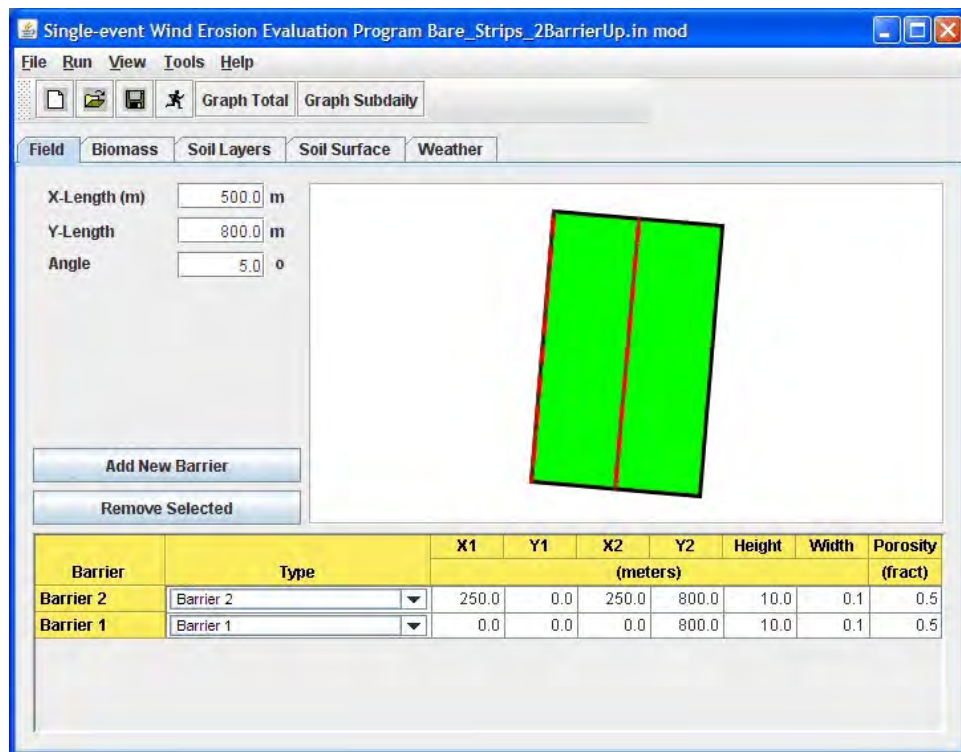 Single-event Wind Erosion Evaluation Program Bare_Strips_2BarrierUp.in mod
File Run View Tools Help
Graph Total Graph Subdaily
Field Biomass Soil Layers Soil Surface Weather
X-Length (m) 500.0 m
Y-Length 800.0 m
Angle 5.0 o
Add New Barrier
Remove Selected
X1 Y1 X2 Y2 Height Width Porosity
Barrier Type (meters) (fract)
Barrier 2 Barrier 2 250.0 0.0 250.0 800.0 10.0 0.1 0.5
Barrier 1 Barrier 1 0.0 0.0 0.0 800.0 10.0 0.1 0.5